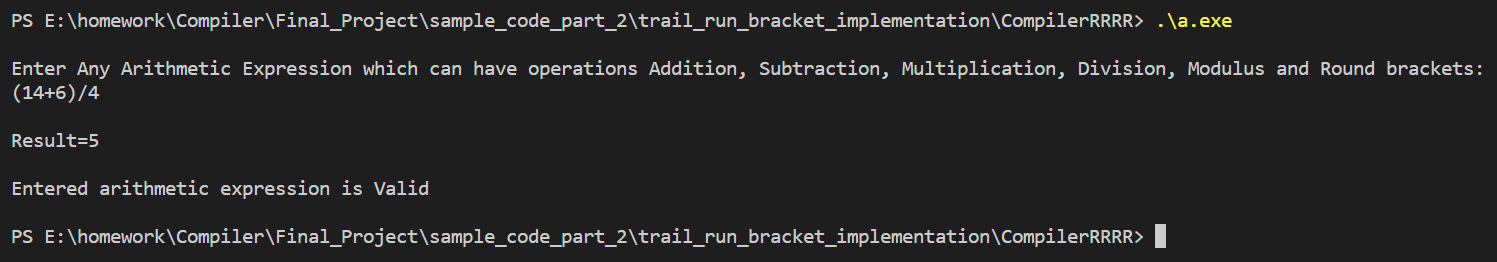 PS E:\homework\Compiler\Final_Project\sample_code_part_2\trail_run_bracket_implementation\CompilerRRRR> .\a.exe
Enter Any Arithmetic Expression which can have operations Addition, Subtraction, Multiplication, Division, Modulus and Round brackets:
(14+6)/4
Result=5
Entered arithmetic expression is Valid
PS E:\homework\Compiler\Final_Project\sample_code_part_2\trail_run_bracket_implementation\CompilerRRRR>